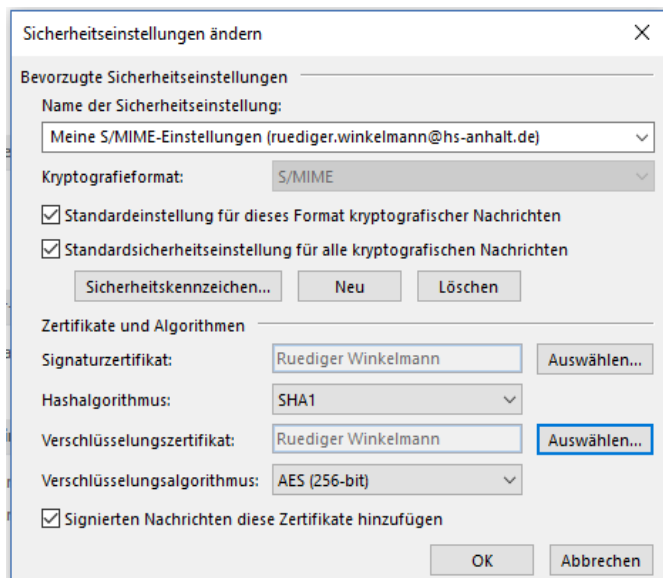 Sicherheitseinstellungen ändern
Bevorzugte Sicherheitseinstellungen
Name der Sicherheitseinstellung:
Meine S/MIME-Einstellungen (ruediger.winkelmann@hs-anhalt.de)
Kryptografieformat: S/MIME
Standardeinstellung für dieses Format kryptografischer Nachrichten
Standardsicherheitseinstellung für alle kryptografischen Nachrichten
Sicherheitskennzeichen... Neu Löschen
Zertifikate und Algorithmen
Signaturzertifikat: Ruediger Winkelmann Auswählen...
Hashalgorithmus: SHA1
Verschlüsselungszertifikat: Ruediger Winkelmann Auswählen...
Verschlüsselungsalgorithmus: AES (256-bit)
Signierten Nachrichten diese Zertifikate hinzufügen
OK Abbrechen